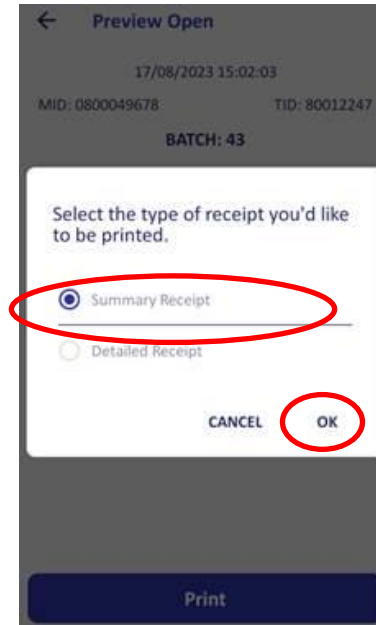 Preview Open
17/08/2023 15:02:03
MID: 0800049678 TID: 80012247
BATCH: 43
Select the type of receipt you'd like
to be printed.
Summary Receipt
Detailed Receipt
CANCEL OK
Print